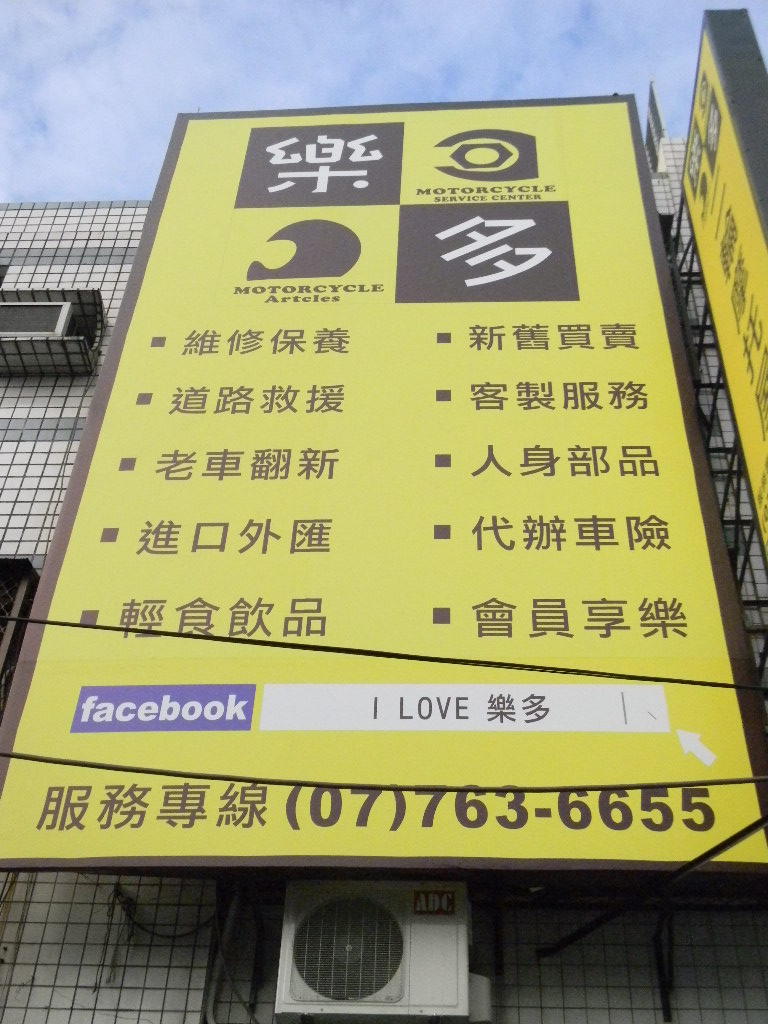 樂
MOTORCYCLE
SERVICE CENTER
MOTORCYCLE
Artcles
多
維修保養
新舊買賣
道路救援
客製服務
老車翻新
人身部品
進口外匯
代辦車險
輕食飲品
會員享樂
facebook
I LOVE 樂多
服務專線 (07)763-6655
ADC